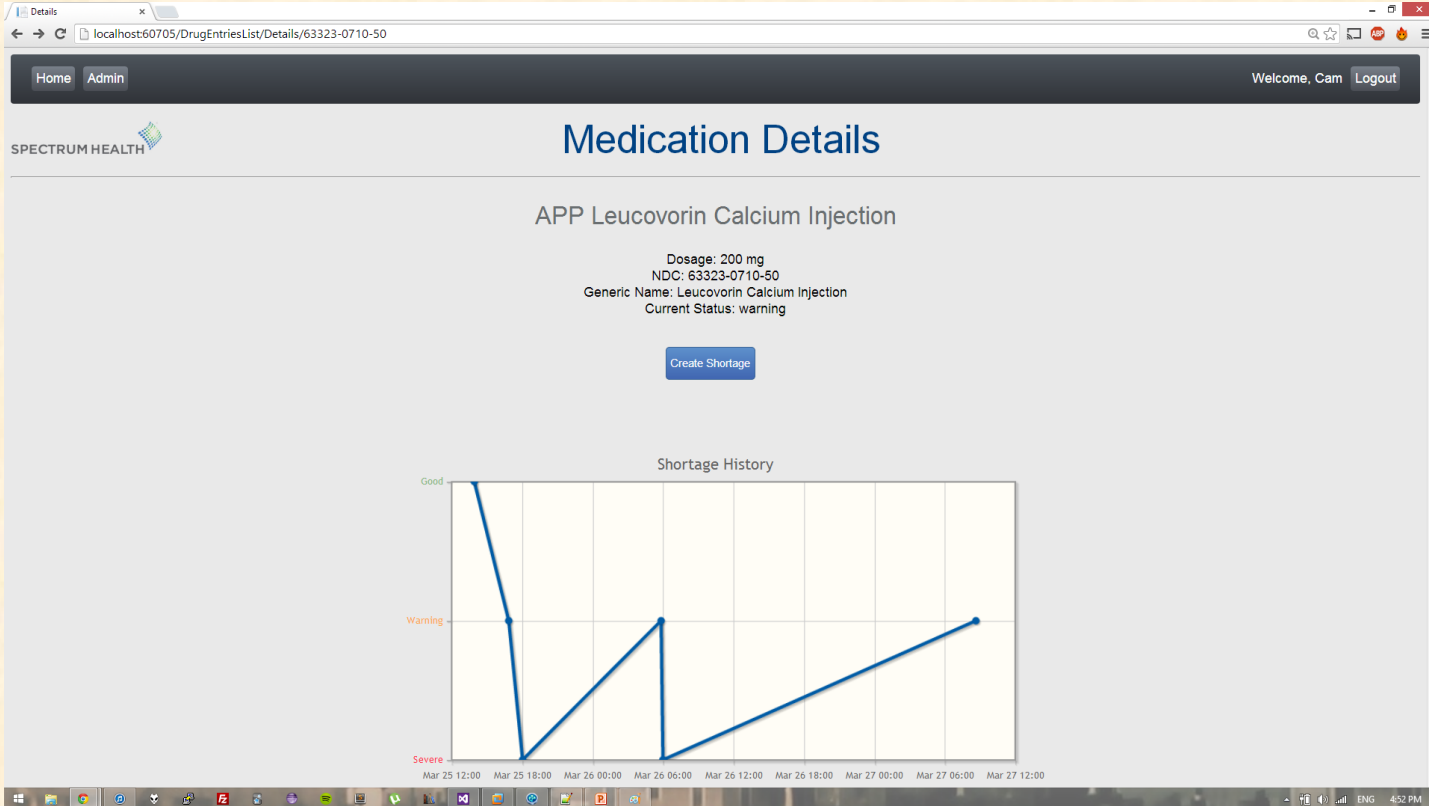 Details
localhost:60705/DrugEntriesList/Details/63323-0710-50
ABP
Home Admin Welcome, Cam Logout
SPECTRUM HEALTH
Medication Details
APP Leucovorin Calcium Injection
Dosage: 200 mg
NDC: 63323-0710-50
Generic Name: Leucovorin Calcium Injection
Current Status: warning
Create Shortage
Shortage History
Good
Warning
Severe
Mar 25 12:00 Mar 25 18:00 Mar 26 00:00 Mar 26 06:00 Mar 26 12:00 Mar 26 18:00 Mar 27 00:00 Mar 27 06:00 Mar 27 12:00
ENG 4:52 PM